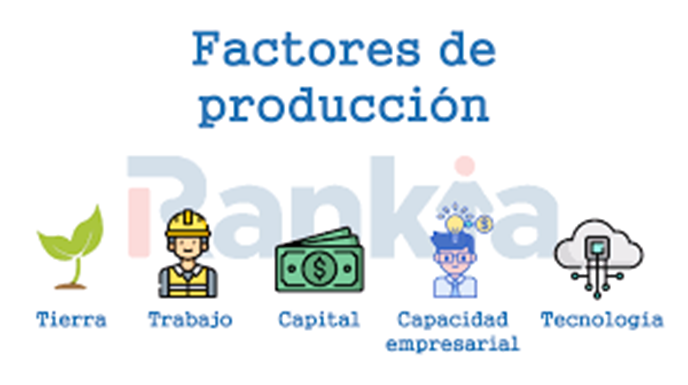 Factores de
producción
Rankia
Tierra
Trabajo
Capital
Capacidad
empresarial
Tecnología